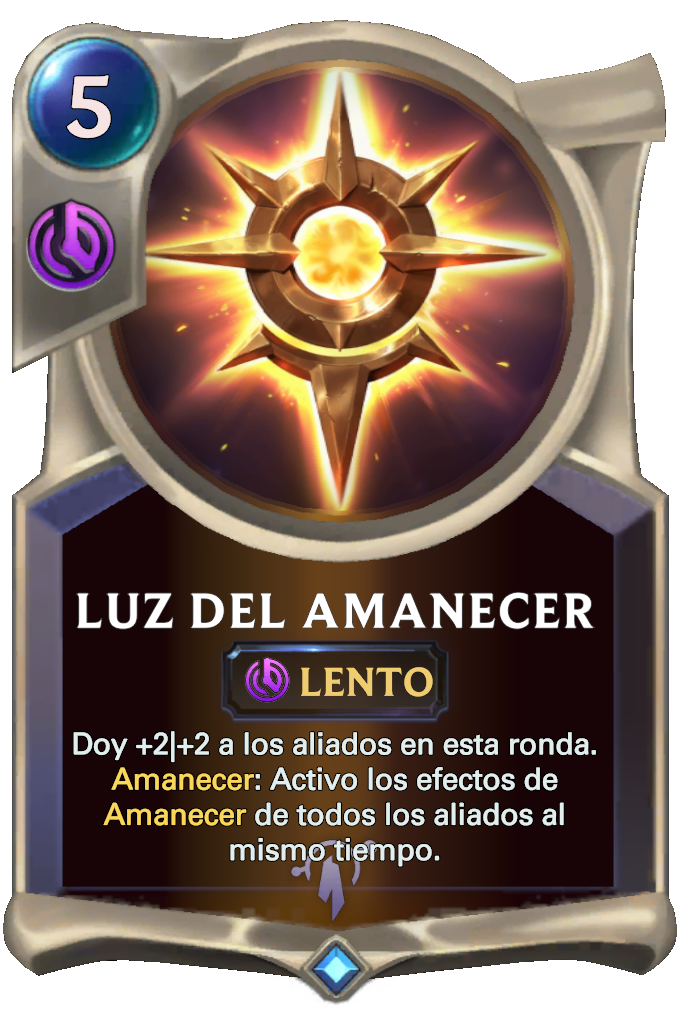 5
LUZ DEL AMANECER
LENTO
Doy +2|+2 a los aliados en esta ronda.
Amanecer: Activo los efectos de
Amanecer de todos los aliados al
mismo tiempo.